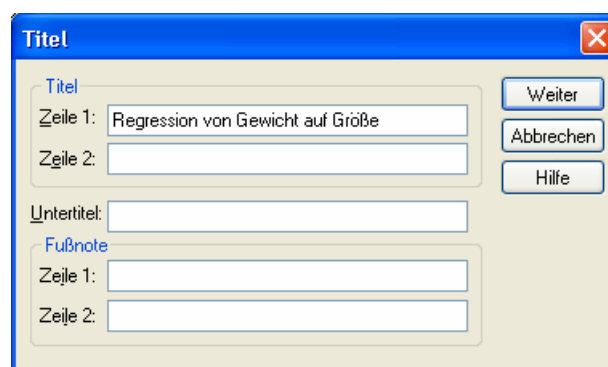 Titel
Titel
Zeile 1: Regression von Gewicht auf Größe
Zeile 2:
Untertitel:
Fußnote
Zeile 1:
Zeile 2:
Weiter
Abbrechen
Hilfe